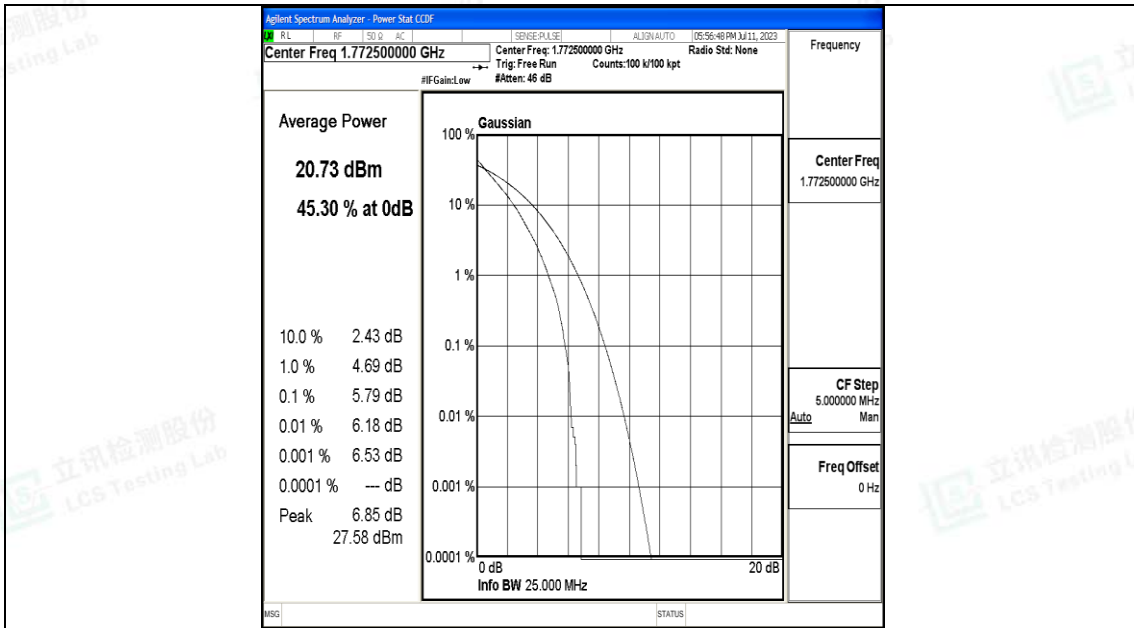 Agilent Spectrum Analyzer - Power Stat CCDF
RL RF 50 Ω AC SENSE:PULSE ALIGN AUTO 05:56:48 PM Jul 11, 2023
Center Freq 1.772500000 GHz
Center Freq: 1.772500000 GHz Radio Std: None
Trig: Free Run Counts:100 k/100 kpt
#IFGain:Low #Atten: 46 dB
Frequency
Average Power
20.73 dBm
45.30 % at 0dB
10.0 % 2.43 dB
1.0 % 4.69 dB
0.1 % 5.79 dB
0.01 % 6.18 dB
0.001 % 6.53 dB
0.0001 % --- dB
Peak 6.85 dB
27.58 dBm
Gaussian
100 %
10 %
1 %
0.1 %
0.01 %
0.001 %
0.0001 %
0 dB 20 dB
Info BW 25.000 MHz
Center Freq
1.772500000 GHz
CF Step
5.000000 MHz
Auto Man
Freq Offset
0 Hz
MSG STATUS
立讯检测股份
LCS Testing Lab